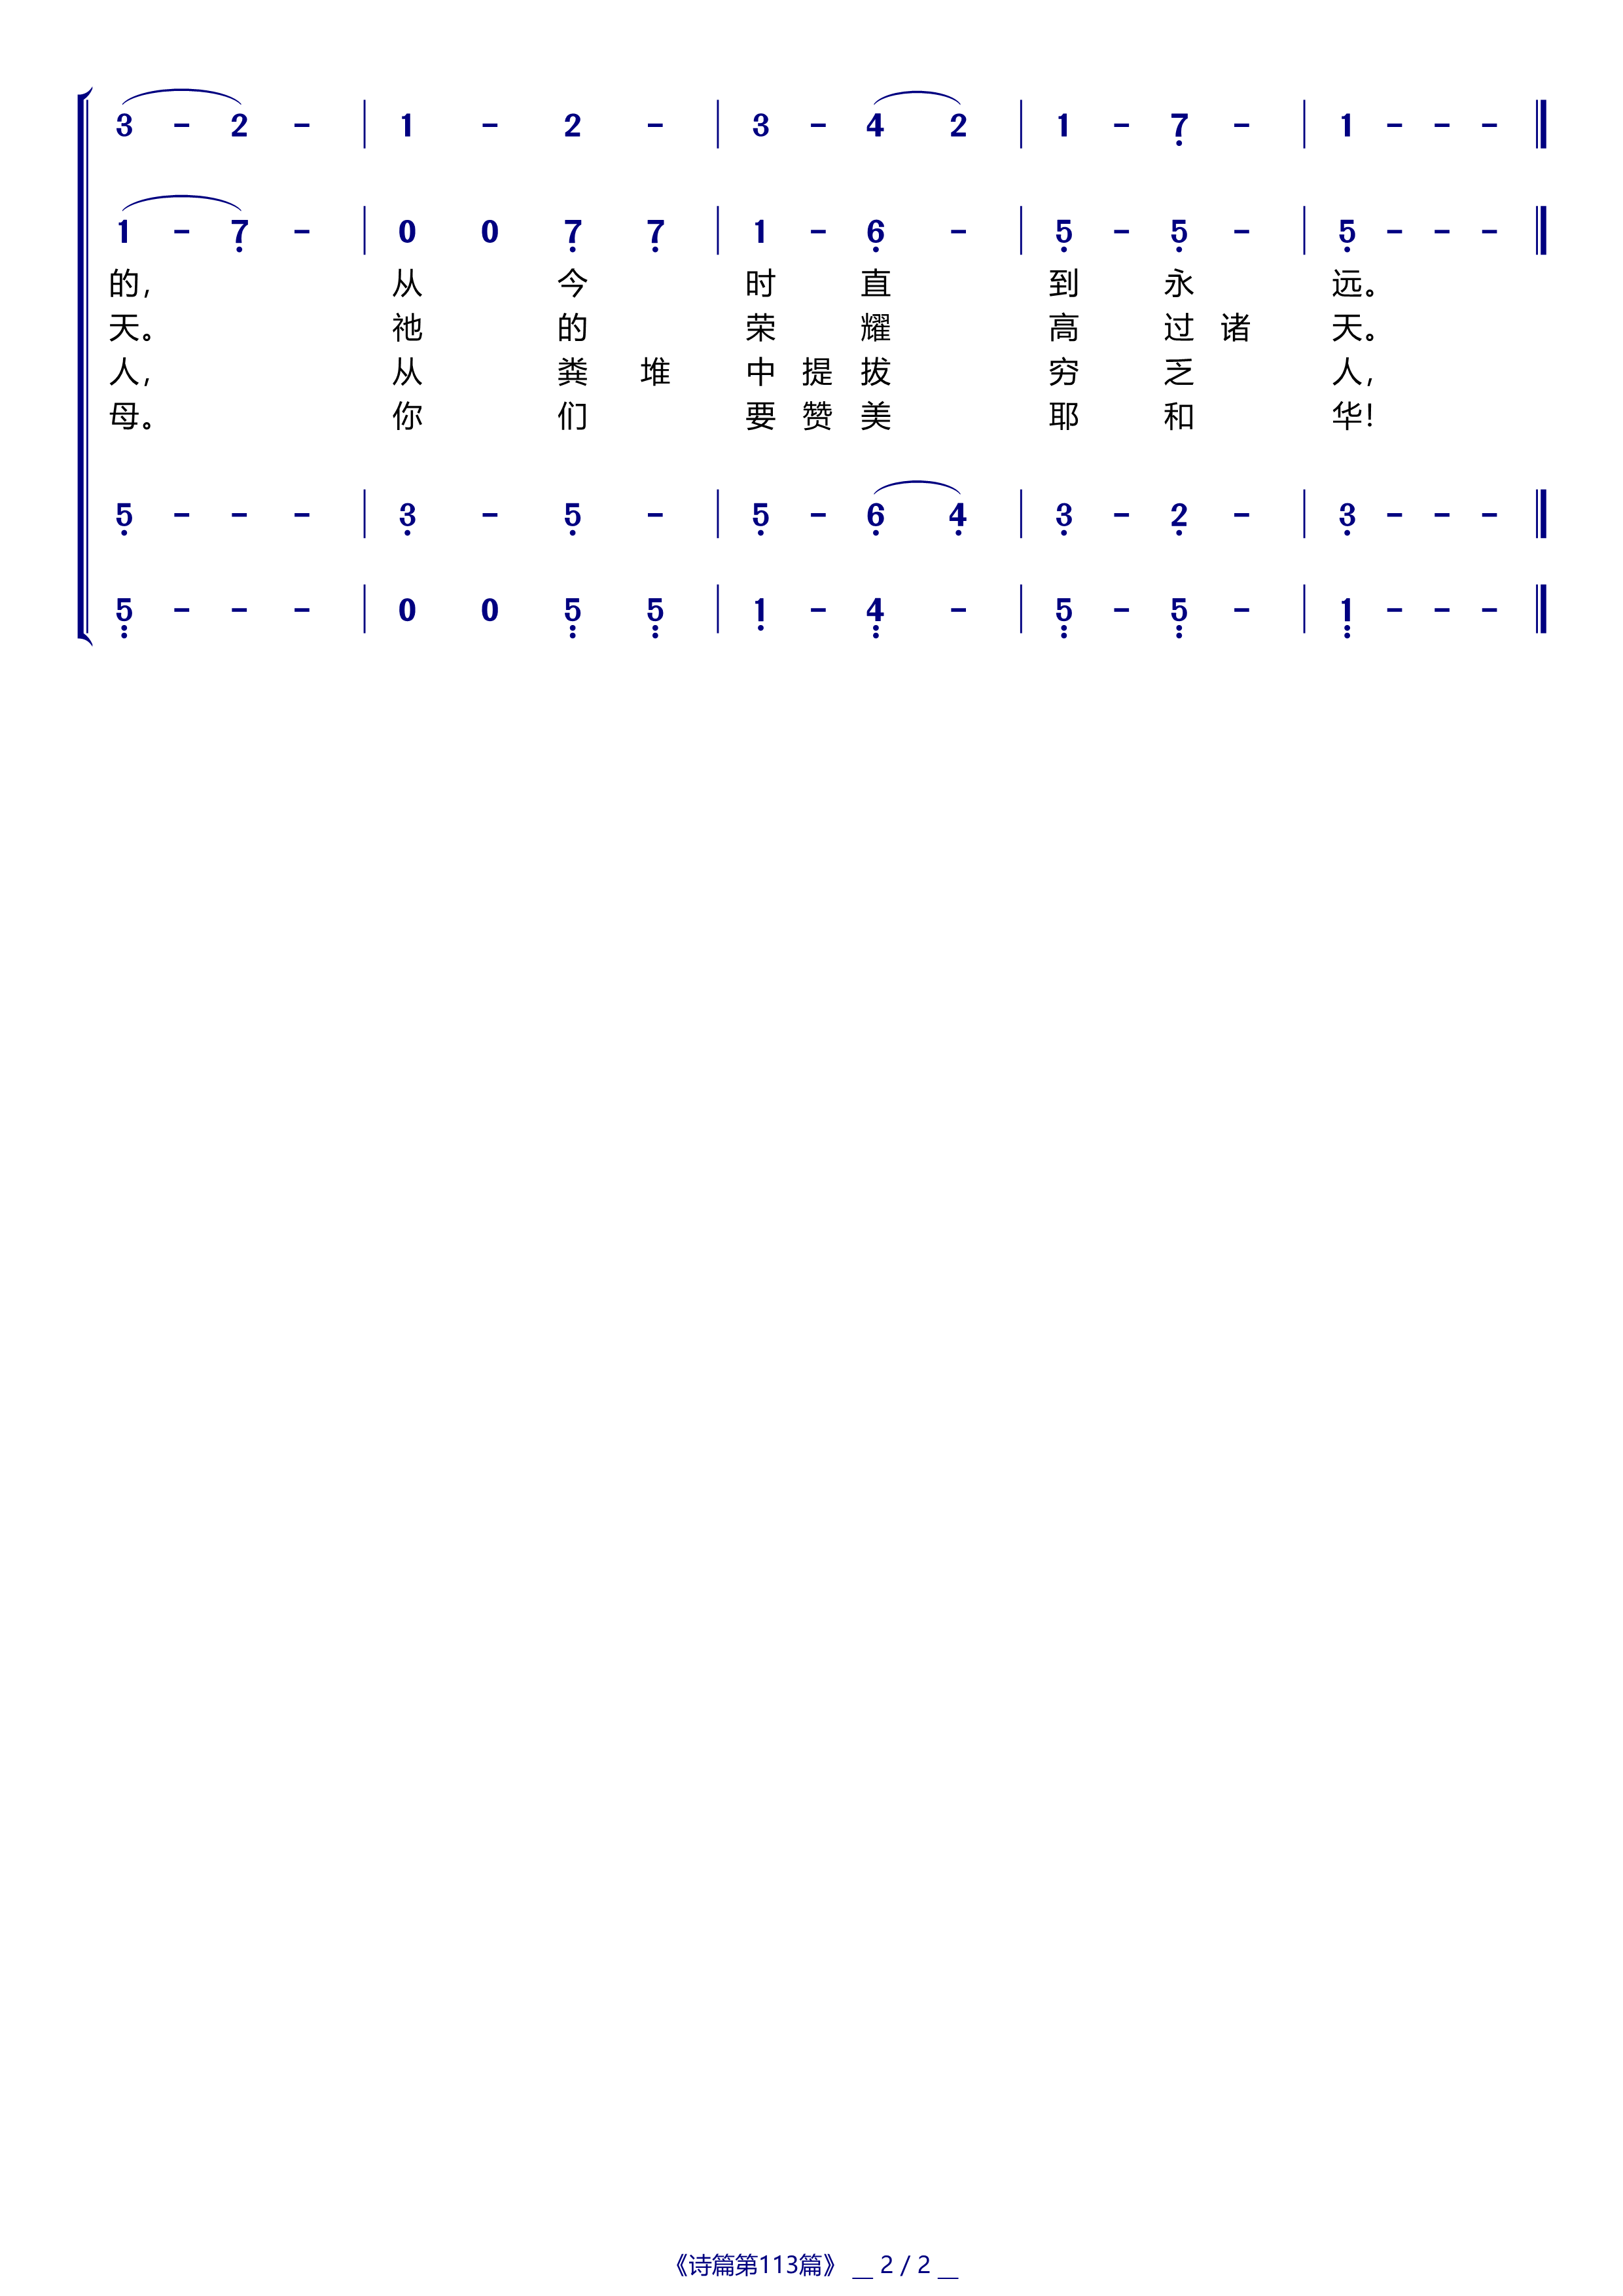 3 - 2 - | 1 - 2 - | 3 - 4 2 | 1 - 7̣ - | 1 - - -
1 - 7̣ - | 0 0 7̣ 7̣ | 1 - 6̣ - | 5̣ - 5̣ - | 5̣ - - -
的, 从 今 时 直 到 永 远。
天。 祂 的 荣 耀 高 过 诸 天。
人, 从 粪 堆 中 提 拔 穷 乏 人,
母。 你 们 要 赞 美 耶 和 华!
5̣ - - - | 3̣ - 5̣ - | 5̣ - 6̣ 4̣ | 3̣ - 2̣ - | 3̣ - - -
5̣̣ - - - | 0 0 5̣̣ 5̣̣ | 1̣ - 4̣̣ - | 5̣̣ - 5̣̣ - | 1̣̣ - - -
《诗篇第113篇》 __ 2 / 2 __